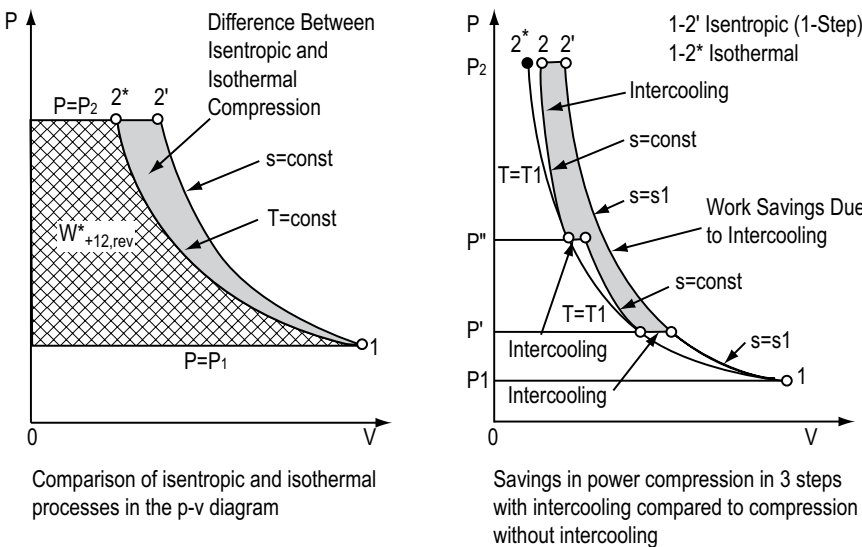 P
Difference Between
Isentropic and
Isothermal
Compression
P=P2
2*
2'
s=const
T=const
W*+12,rev
P=P1
1
0
V
Comparison of isentropic and isothermal
processes in the p-v diagram
P
1-2' Isentropic (1-Step)
1-2* Isothermal
2*
2
2'
P2
Intercooling
s=const
T=T1
s=s1
Work Savings Due
to Intercooling
P"
s=const
T=T1
P'
Intercooling
s=s1
P1
Intercooling
1
0
V
Savings in power compression in 3 steps
with intercooling compared to compression
without intercooling